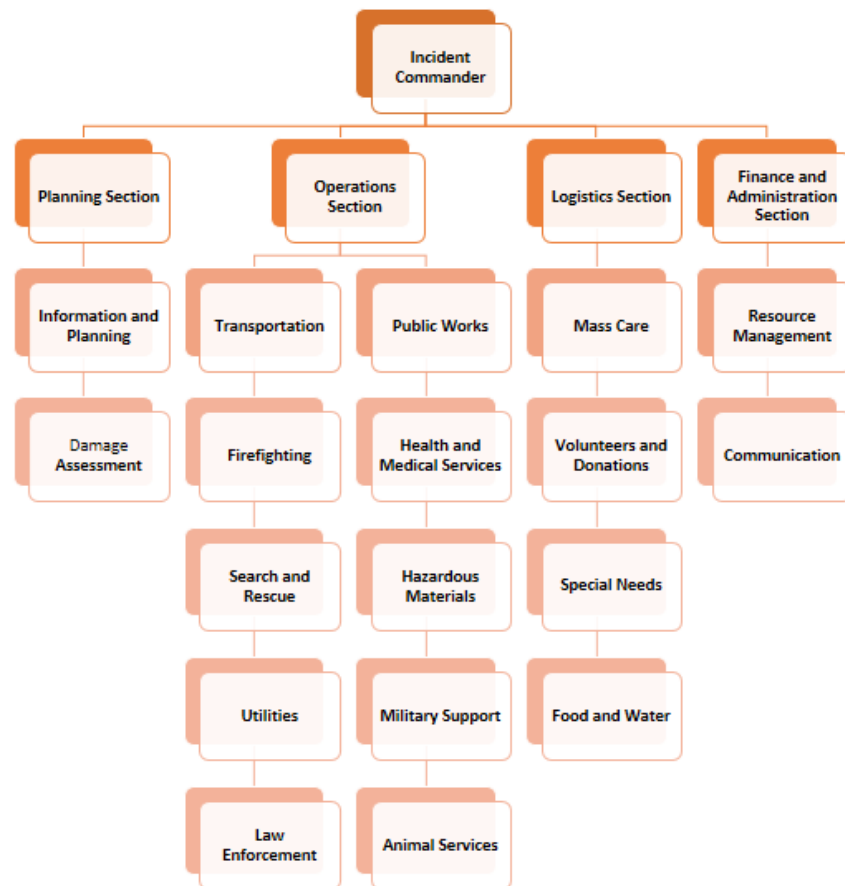 Incident
Commander
Planning Section
Operations
Section
Logistics Section
Finance and
Administration
Section
Information and
Planning
Transportation
Public Works
Mass Care
Resource
Management
Damage
Assessment
Firefighting
Health and
Medical Services
Volunteers and
Donations
Communication
Search and
Rescue
Hazardous
Materials
Special Needs
Utilities
Military Support
Food and Water
Law
Enforcement
Animal Services